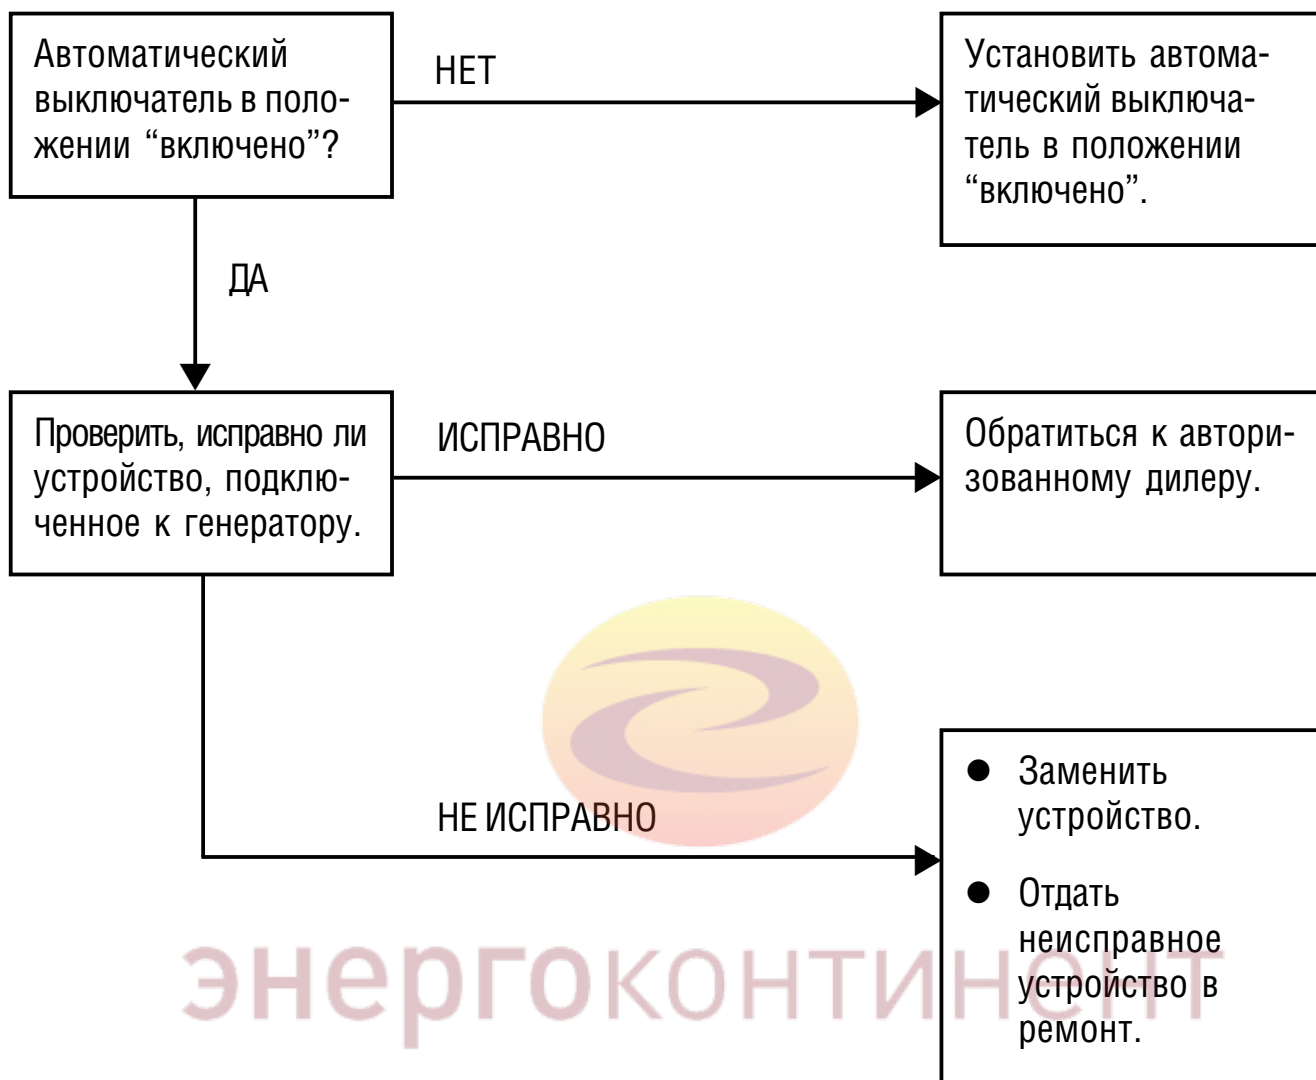 Автоматический
выключатель в поло-
жении “включено”?
НЕТ
Установить автома-
тический выключа-
тель в положении
“включено”.
ДА
Проверить, исправно ли
устройство, подклю-
ченное к генератору.
ИСПРАВНО
Обратиться к автори-
зованному дилеру.
НЕ ИСПРАВНО
● Заменить
устройство.
● Отдать
неисправное
устройство в
ремонт.
энергоконтинент